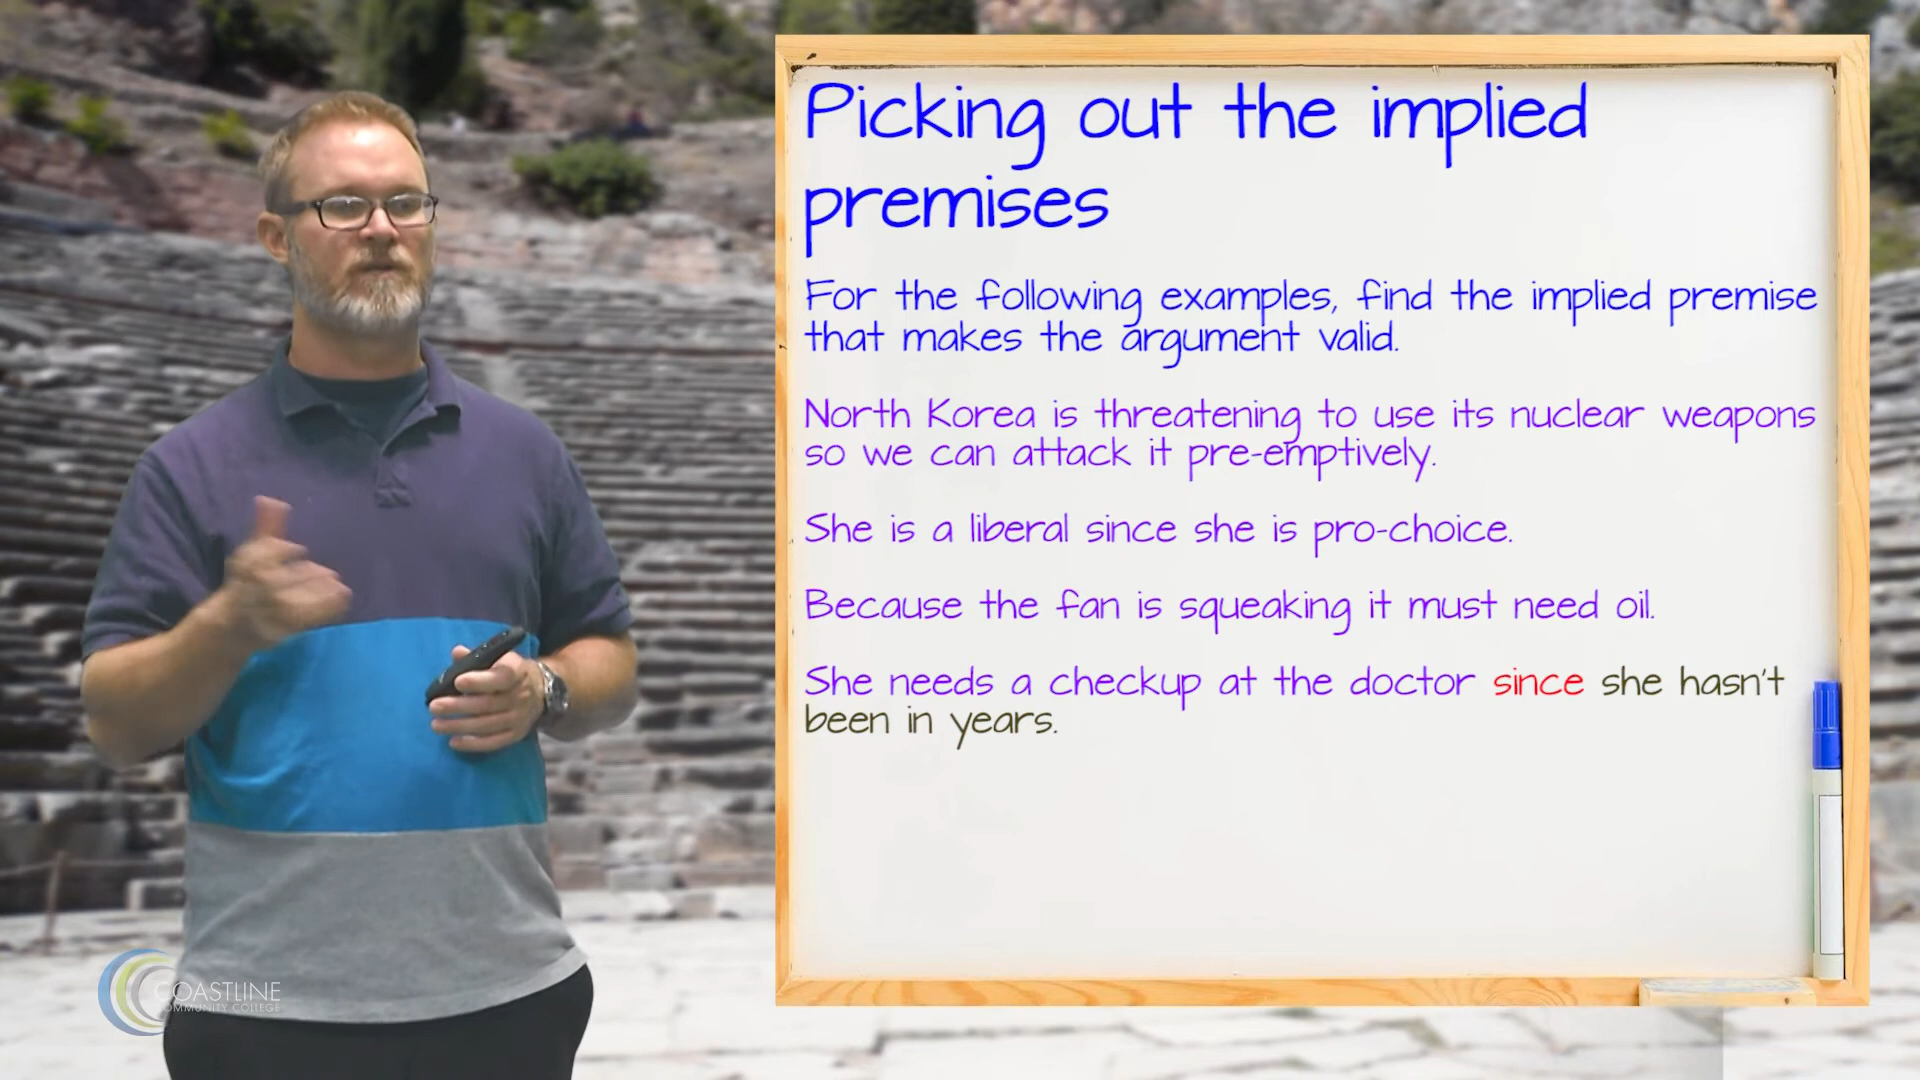 Picking out the implied
premises
For the following examples, find the implied premise
that makes the argument valid.
North Korea is threatening to use its nuclear weapons
so we can attack it pre-emptively.
She is a liberal since she is pro-choice.
Because the fan is squeaking it must need oil.
She needs a checkup at the doctor since she hasn't
been in years.
COASTLINE
COMMUNITY COLLEGE